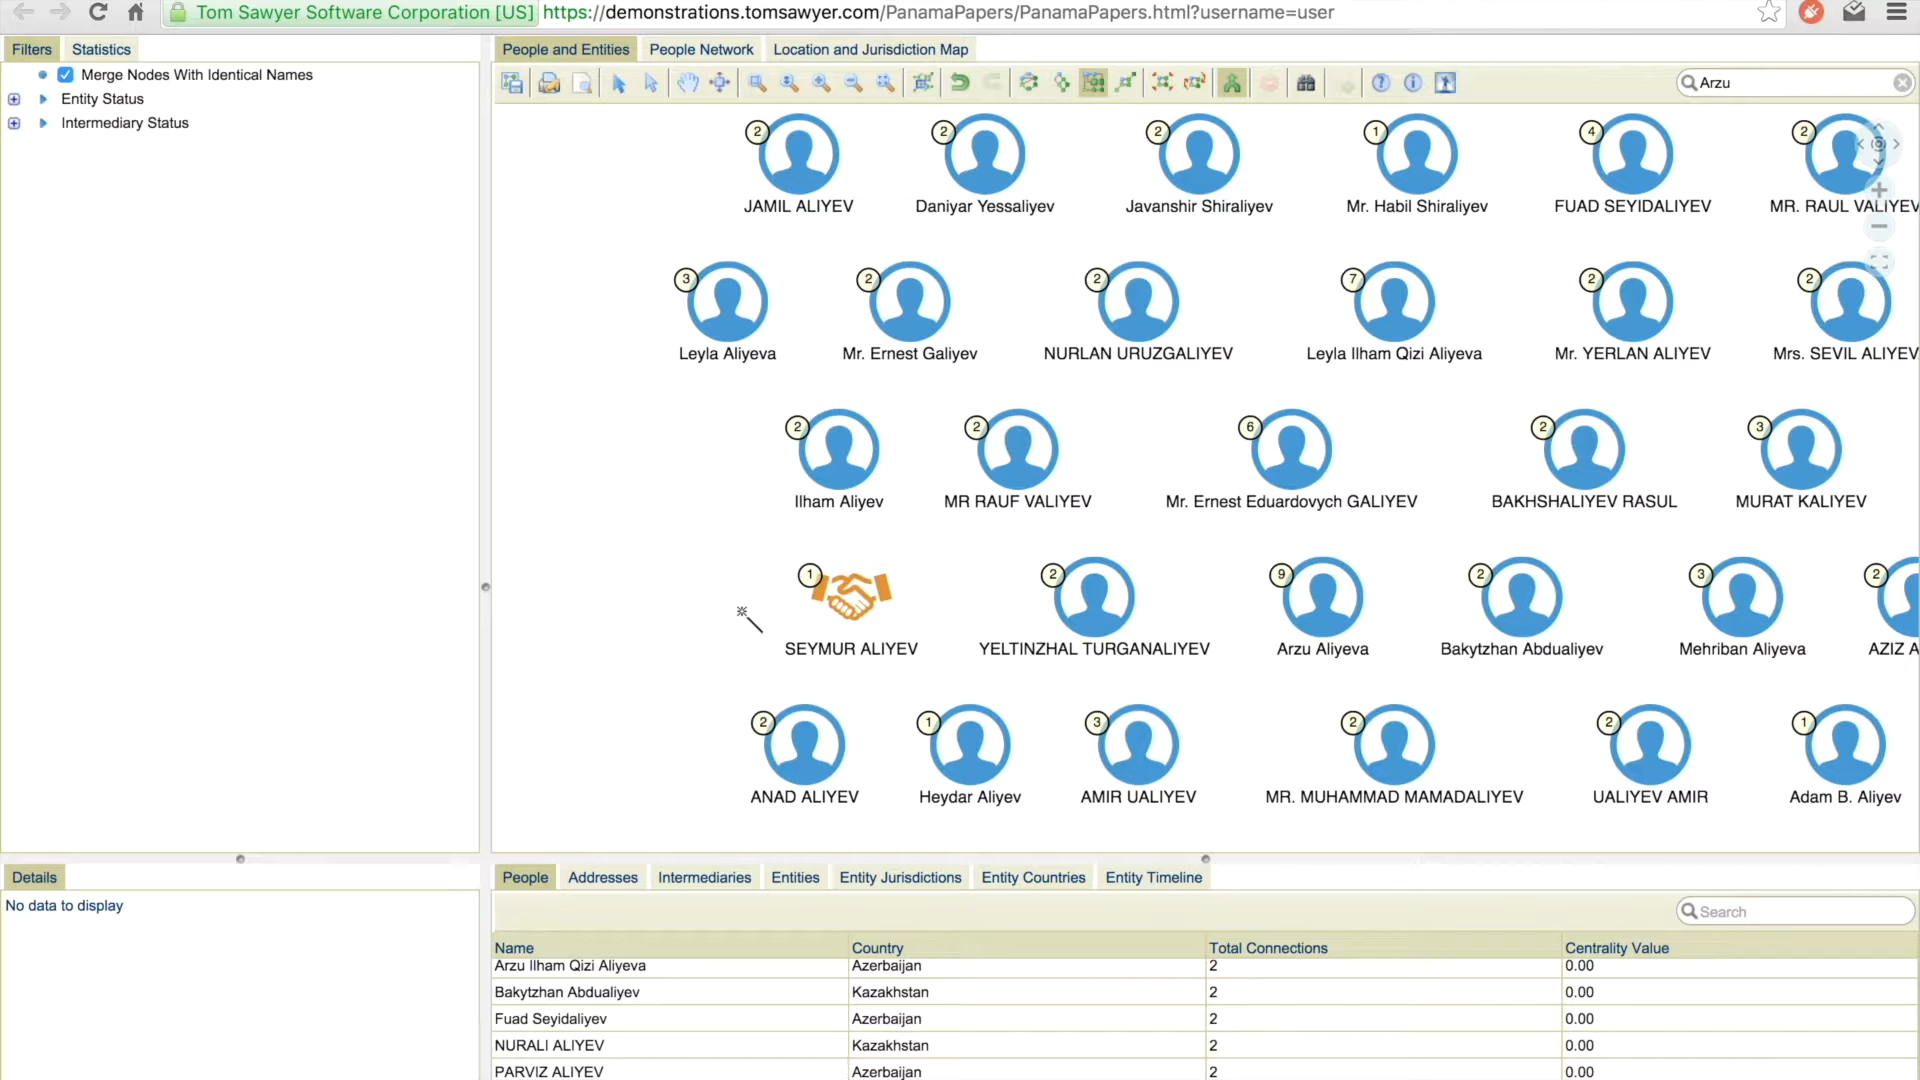 Tom Sawyer Software Corporation [US] https://demonstrations.tomsawyer.com/PanamaPapers/PanamaPapers.html?username=user
Filters Statistics
People and Entities People Network Location and Jurisdiction Map
Merge Nodes With Identical Names
Entity Status
Intermediary Status
Arzu
2 2 2 1 4 2
JAMIL ALIYEV Daniyar Yessaliyev Javanshir Shiraliyev Mr. Habil Shiraliyev FUAD SEYIDALIYEV MR. RAUL VALIYEV
3 2 2 7 2 2
Leyla Aliyeva Mr. Ernest Galiyev NURLAN URUZGALIYEV Leyla Ilham Qizi Aliyeva Mr. YERLAN ALIYEV Mrs. SEVIL ALIYEV
2 2 6 2 3
Ilham Aliyev MR RAUF VALIYEV Mr. Ernest Eduardovych GALIYEV BAKHSHALIYEV RASUL MURAT KALIYEV
1 2 9 2 3 2
SEYMUR ALIYEV YELTINZHAL TURGANALIYEV Arzu Aliyeva Bakytzhan Abdualiyev Mehriban Aliyeva AZIZ A
2 1 3 2 2 1
ANAD ALIYEV Heydar Aliyev AMIR UALIYEV MR. MUHAMMAD MAMADALIYEV UALIYEV AMIR Adam B. Aliyev
Details
No data to display
People Addresses Intermediaries Entities Entity Jurisdictions Entity Countries Entity Timeline
Search
Name Country Total Connections Centrality Value
Arzu Ilham Qizi Aliyeva Azerbaijan 2 0.00
Bakytzhan Abdualiyev Kazakhstan 2 0.00
Fuad Seyidaliyev Azerbaijan 2 0.00
NURALI ALIYEV Kazakhstan 2 0.00
PARVIZ ALIYEV Azerbaijan 2 0.00